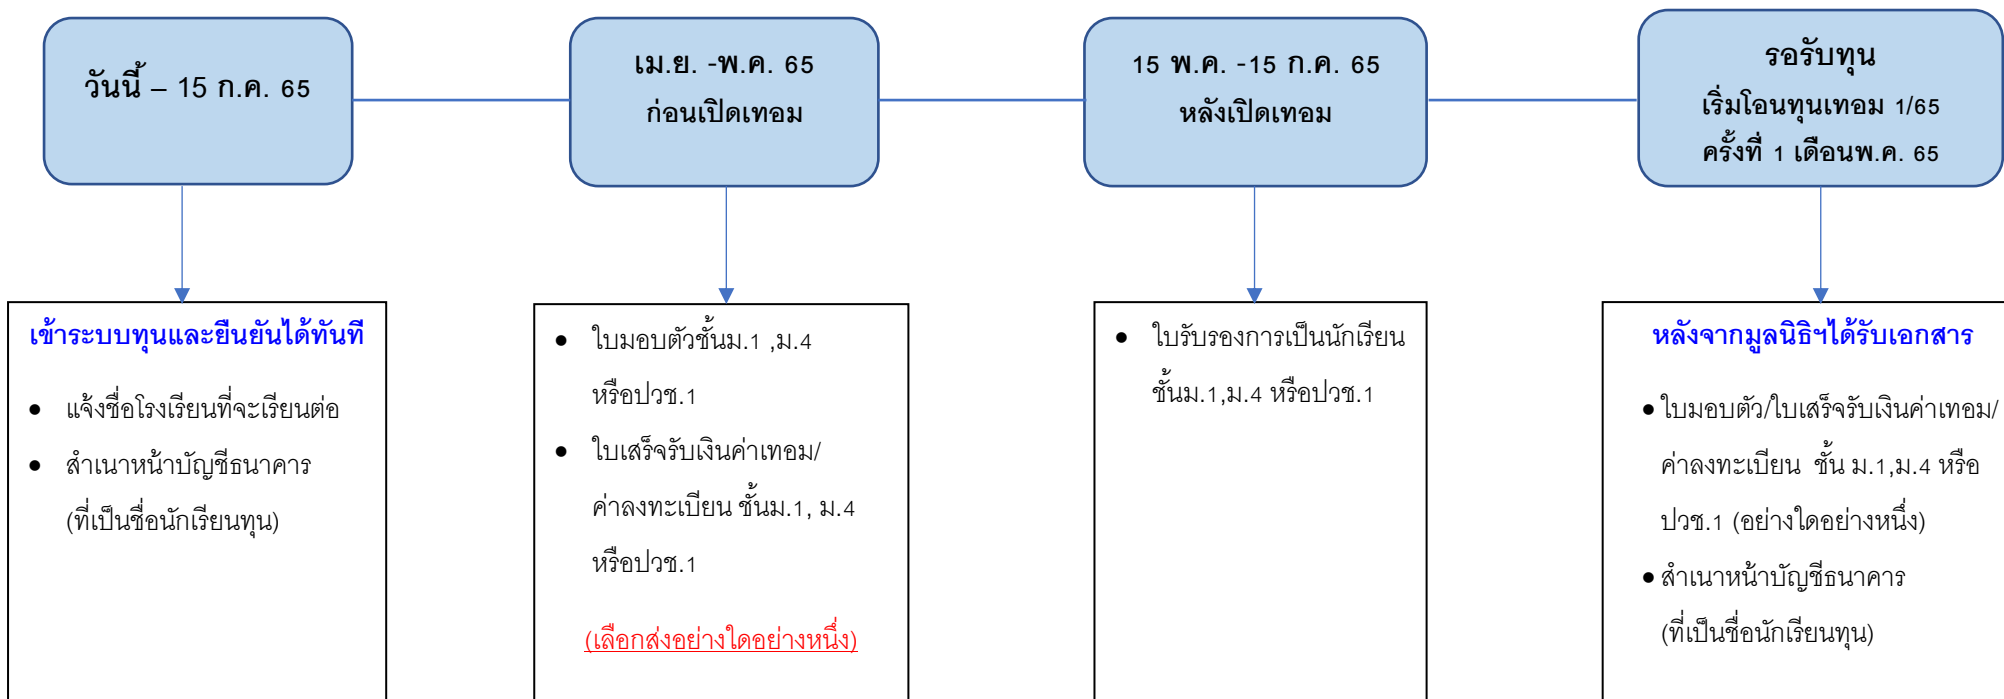 วันนี้ – 15 ก.ค. 65
เม.ย. -พ.ค. 65
ก่อนเปิดเทอม
15 พ.ค. -15 ก.ค. 65
หลังเปิดเทอม
รอรับทุน
เริ่มโอนทุนเทอม 1/65
ครั้งที่ 1 เดือนพ.ค. 65
เข้าระบบทุนและยืนยันได้ทันที
• แจ้งชื่อโรงเรียนที่จะเรียนต่อ
• สำเนาหน้าบัญชีธนาคาร
(ที่เป็นชื่อนักเรียนทุน)
• ใบมอบตัวชั้นม.1 ,ม.4
หรือปวช.1
• ใบเสร็จรับเงินค่าเทอม/
ค่าลงทะเบียน ชั้นม.1, ม.4
หรือปวช.1
(เลือกส่งอย่างใดอย่างหนึ่ง)
• ใบรับรองการเป็นนักเรียน
ชั้นม.1,ม.4 หรือปวช.1
หลังจากมูลนิธิฯได้รับเอกสาร
• ใบมอบตัว/ใบเสร็จรับเงินค่าเทอม/
ค่าลงทะเบียน ชั้น ม.1,ม.4 หรือ
ปวช.1 (อย่างใดอย่างหนึ่ง)
• สำเนาหน้าบัญชีธนาคาร
(ที่เป็นชื่อนักเรียนทุน)